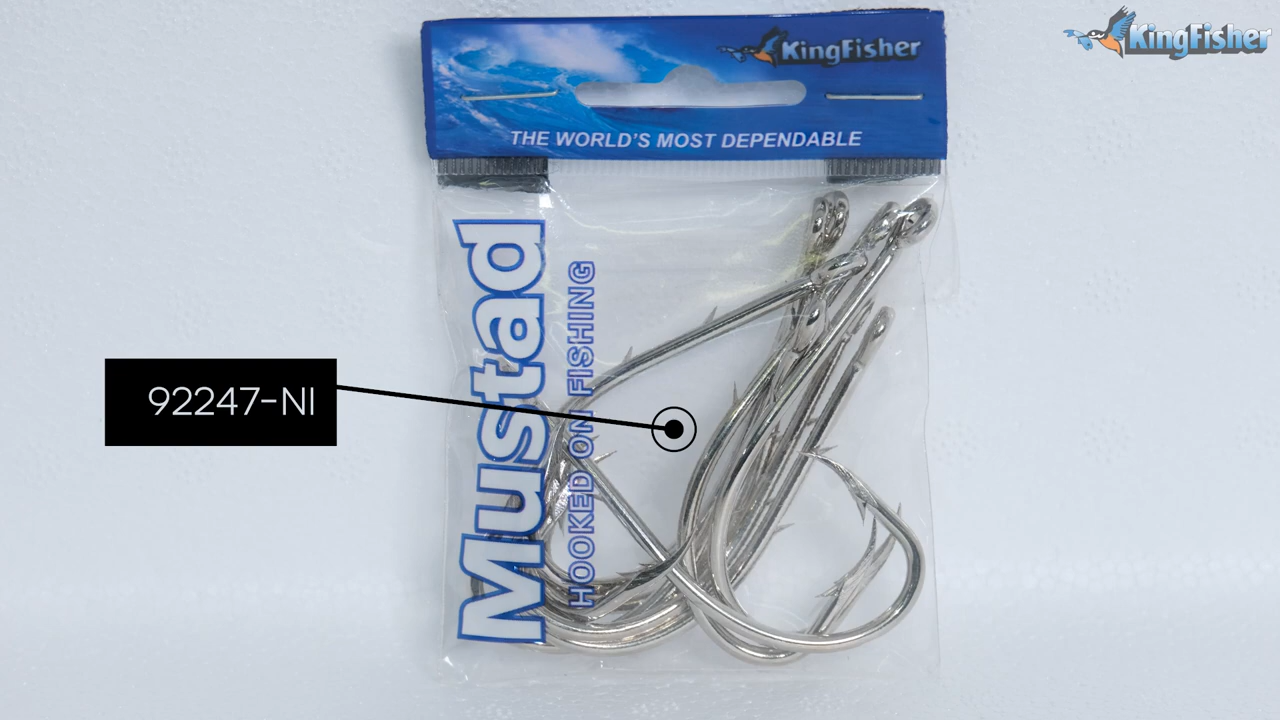 KingFisher
KingFisher
THE WORLD'S MOST DEPENDABLE
Mustad
HOOKED ON FISHING
92247-NI